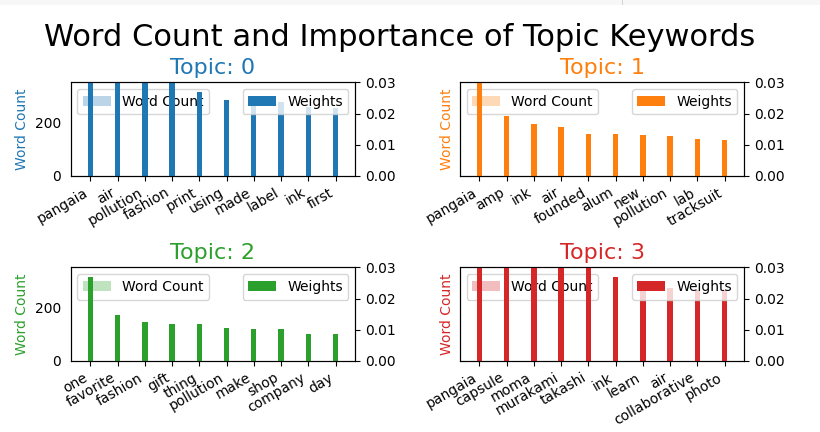 Word Count and Importance of Topic Keywords
Topic: 0
Word Count
200
0
Word Count
Weights
0.03
0.02
0.01
0.00
pangaia
air
pollution
fashion
print
using
made
label
ink
first
Topic: 1
Word Count
Word Count
Weights
0.03
0.02
0.01
0.00
pangaia
amp
ink
air
founded
alum
new
pollution
lab
tracksuit
Topic: 2
Word Count
200
0
Word Count
Weights
0.03
0.02
0.01
0.00
one
favorite
fashion
gift
thing
pollution
make
shop
company
day
Topic: 3
Word Count
Word Count
Weights
0.03
0.02
0.01
0.00
pangaia
capsule
moma
murakami
takashi
ink
learn
air
collaborative
photo